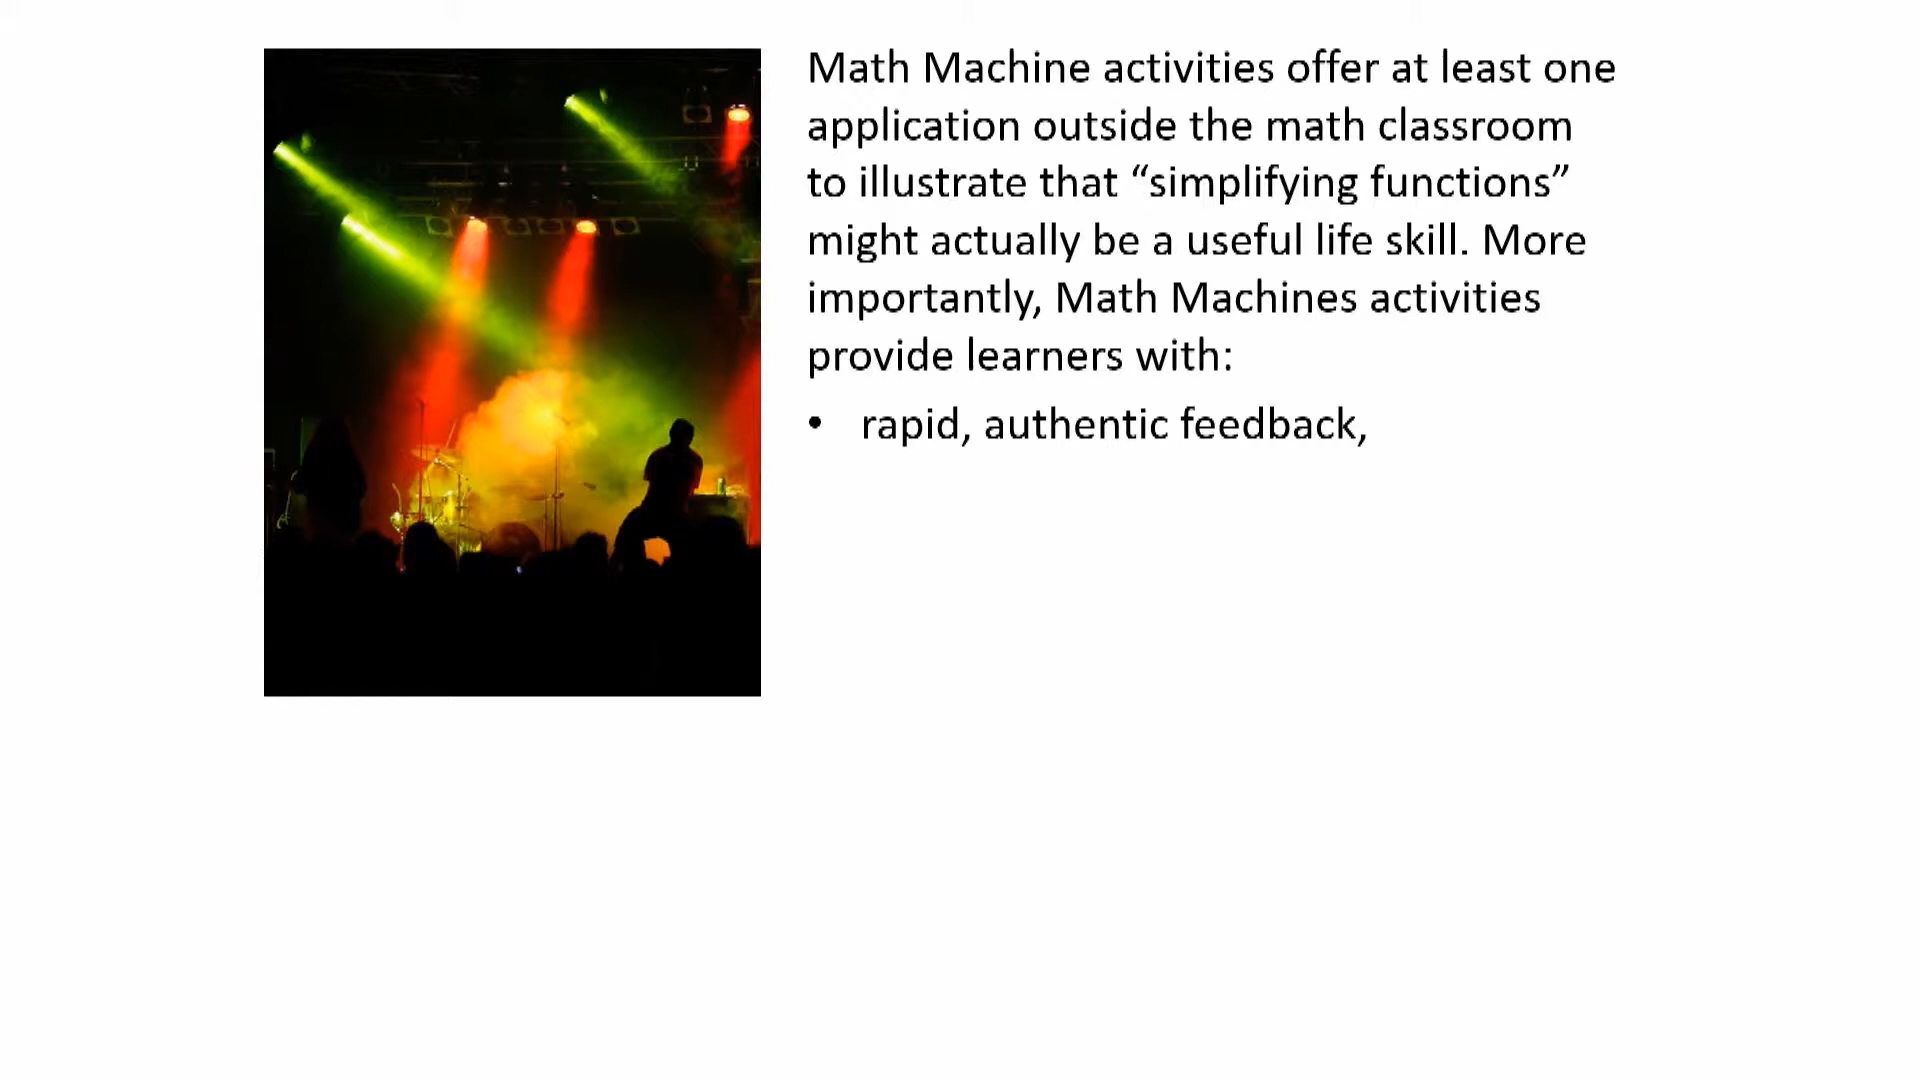 Math Machine activities offer at least one
application outside the math classroom
to illustrate that “simplifying functions”
might actually be a useful life skill. More
importantly, Math Machines activities
provide learners with:
• rapid, authentic feedback,